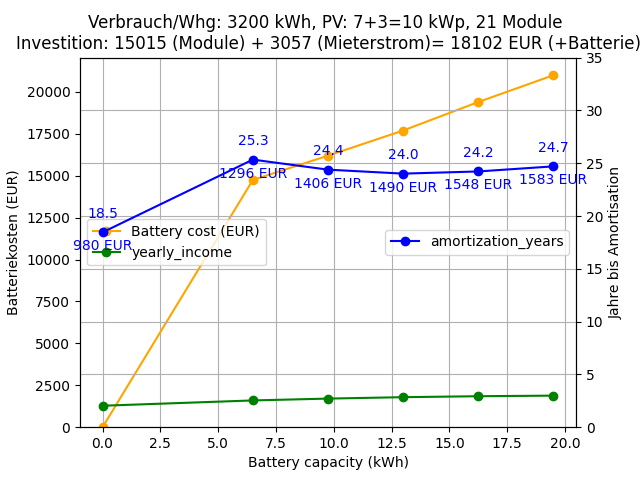 Verbrauch/Whg: 3200 kWh, PV: 7+3=10 kWp, 21 Module
Investition: 15015 (Module) + 3057 (Mieterstrom)= 18102 EUR (+Batterie)
35
30
25
20
15
10
5
0
20000
17500
15000
12500
10000
7500
5000
2500
0
Batteriekosten (EUR)
Jahre bis Amortisation
18.5
980 EUR
25.3
1296 EUR
24.4
1406 EUR
24.0
1490 EUR
24.2
1548 EUR
24.7
1583 EUR
Battery cost (EUR)
yearly_income
amortization_years
0.0 2.5 5.0 7.5 10.0 12.5 15.0 17.5 20.0
Battery capacity (kWh)